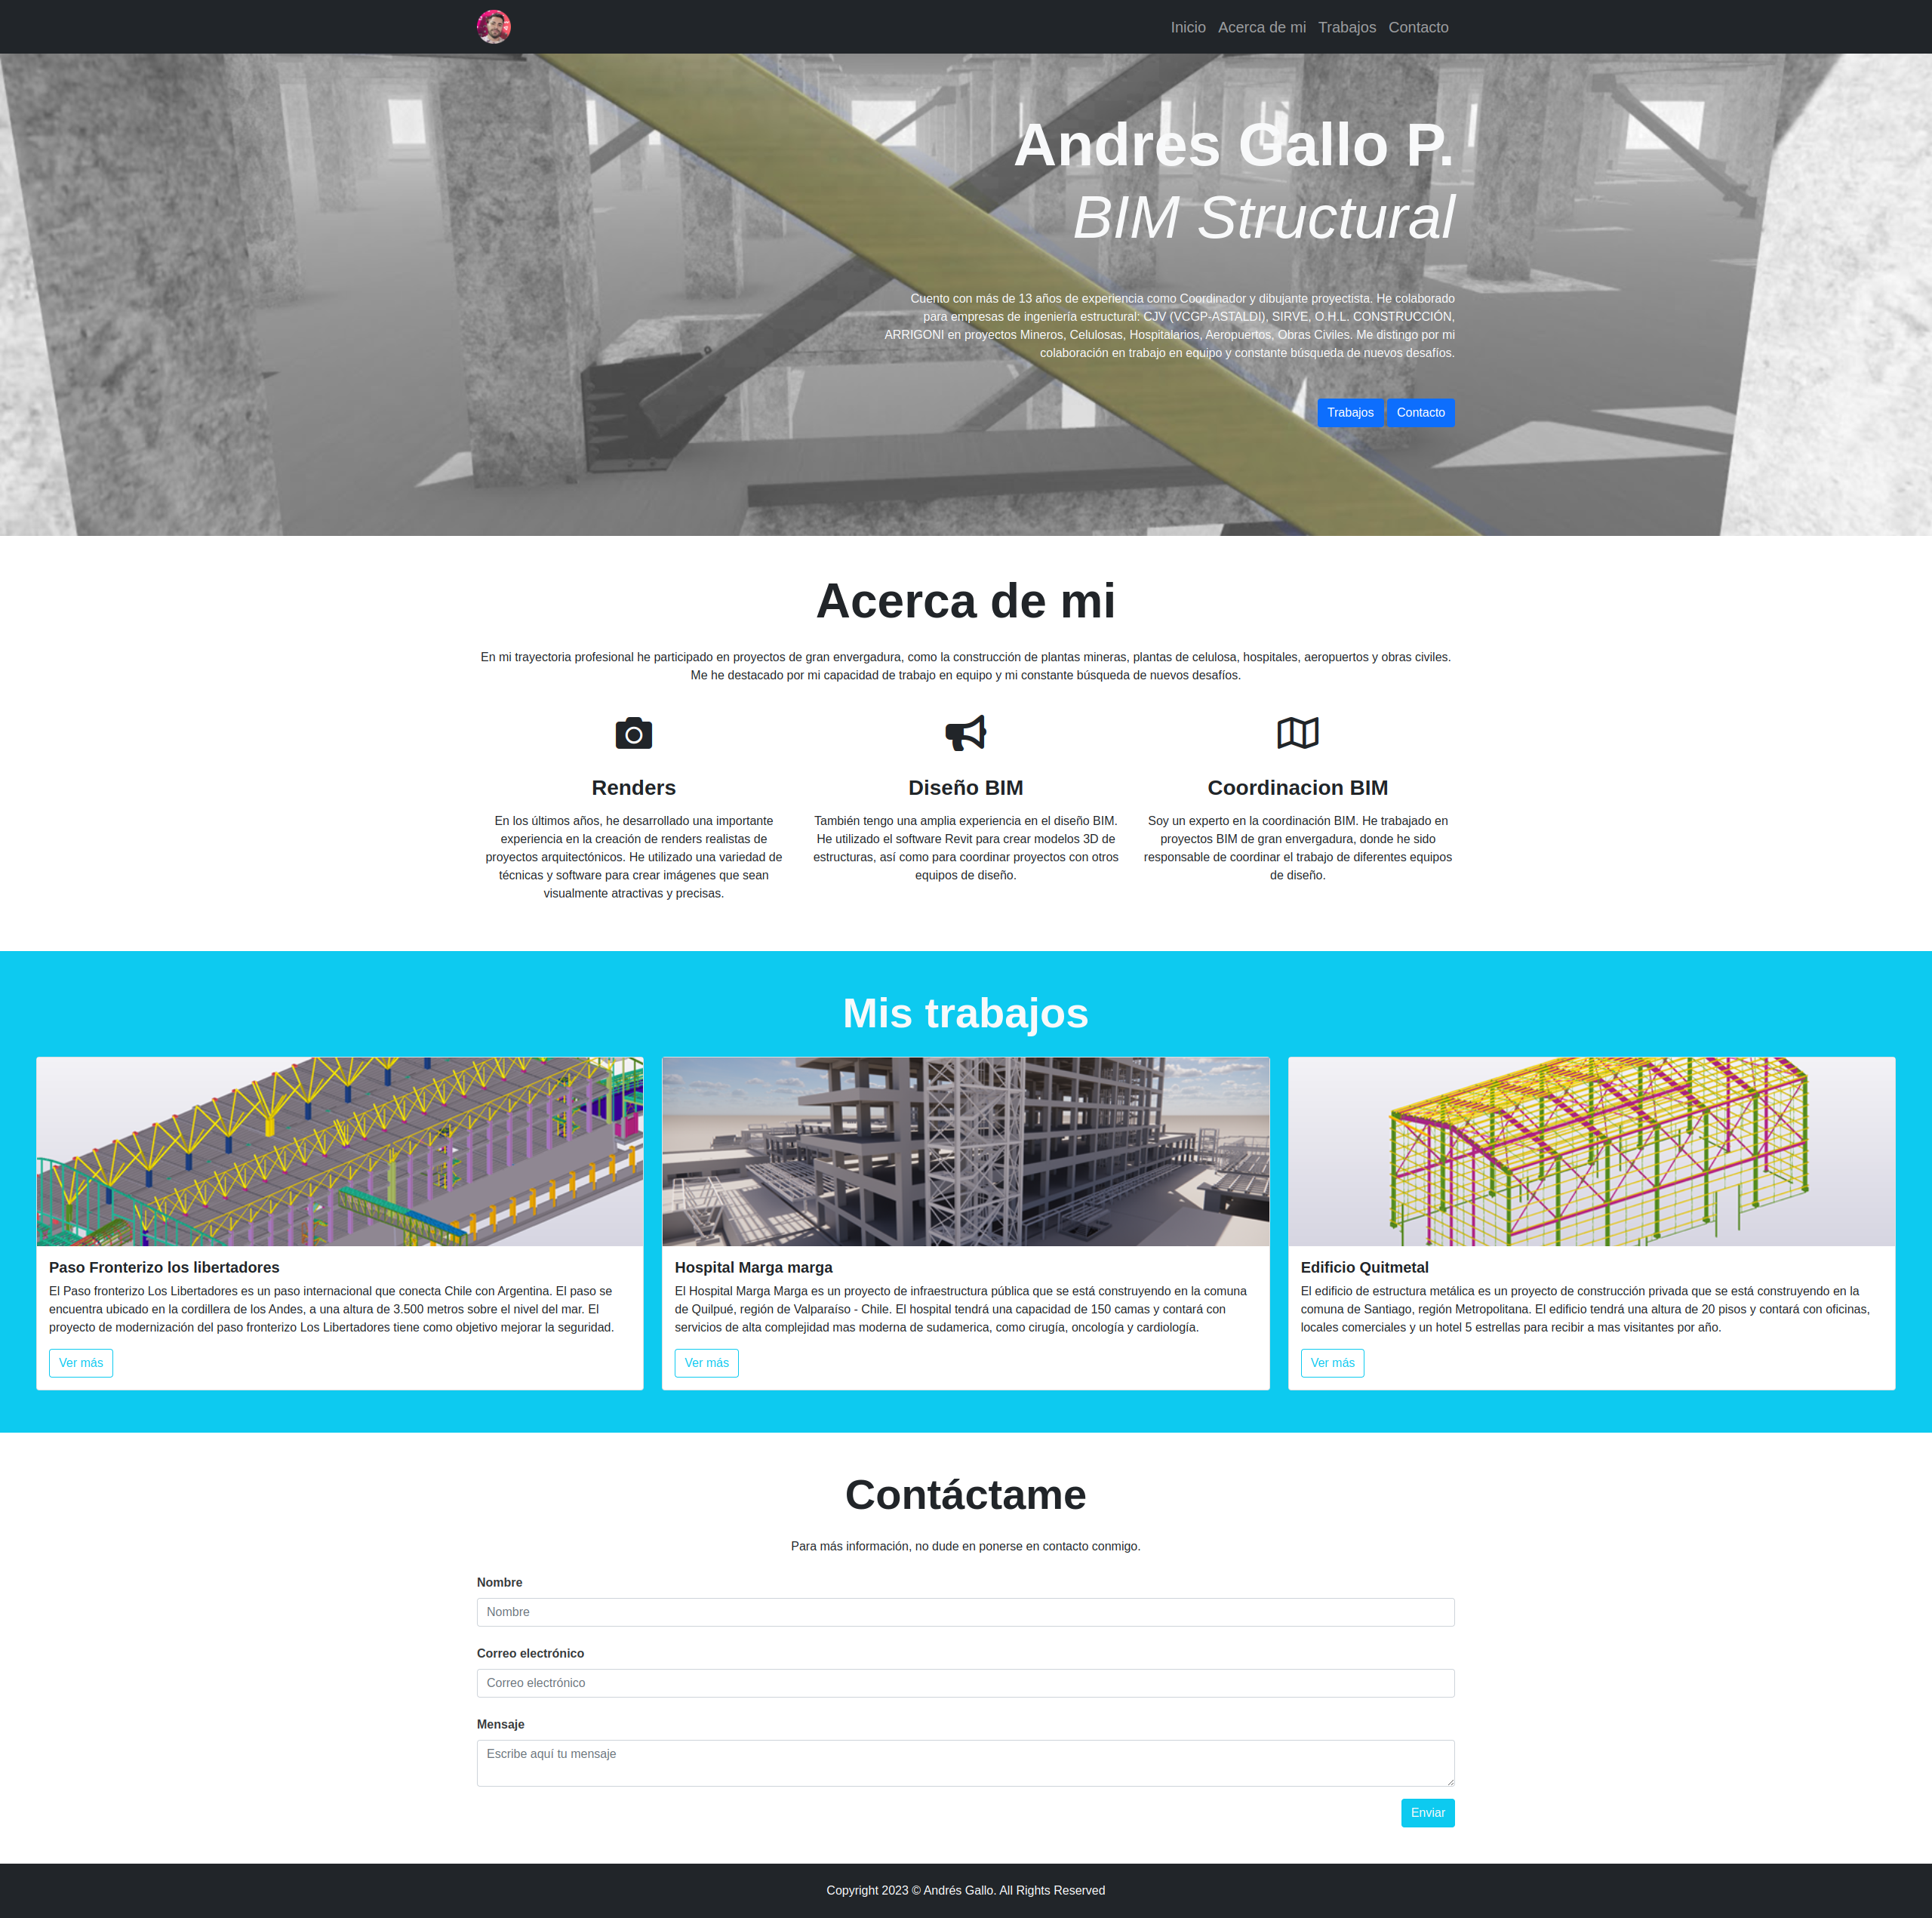 Inicio Acerca de mi Trabajos Contacto
Andres Gallo P.
BIM Structural
Cuento con más de 13 años de experiencia como Coordinador y dibujante proyectista. He colaborado
para empresas de ingeniería estructural: CJV (VCGP-ASTALDI), SIRVE, O.H.L. CONSTRUCCIÓN,
ARRIGONI en proyectos Mineros, Celulosas, Hospitalarios, Aeropuertos, Obras Civiles. Me distingo por mi
colaboración en trabajo en equipo y constante búsqueda de nuevos desafíos.
Trabajos Contacto
Acerca de mi
En mi trayectoria profesional he participado en proyectos de gran envergadura, como la construcción de plantas mineras, plantas de celulosa, hospitales, aeropuertos y obras civiles.
Me he destacado por mi capacidad de trabajo en equipo y mi constante búsqueda de nuevos desafíos.
Renders
En los últimos años, he desarrollado una importante
experiencia en la creación de renders realistas de
proyectos arquitectónicos. He utilizado una variedad de
técnicas y software para crear imágenes que sean
visualmente atractivas y precisas.
Diseño BIM
También tengo una amplia experiencia en el diseño BIM.
He utilizado el software Revit para crear modelos 3D de
estructuras, así como para coordinar proyectos con otros
equipos de diseño.
Coordinacion BIM
Soy un experto en la coordinación BIM. He trabajado en
proyectos BIM de gran envergadura, donde he sido
responsable de coordinar el trabajo de diferentes equipos
de diseño.
Mis trabajos
Paso Fronterizo los libertadores
El Paso fronterizo Los Libertadores es un paso internacional que conecta Chile con Argentina. El paso se
encuentra ubicado en la cordillera de los Andes, a una altura de 3.500 metros sobre el nivel del mar. El
proyecto de modernización del paso fronterizo Los Libertadores tiene como objetivo mejorar la seguridad.
Ver más
Hospital Marga marga
El Hospital Marga Marga es un proyecto de infraestructura pública que se está construyendo en la comuna
de Quilpué, región de Valparaíso - Chile. El hospital tendrá una capacidad de 150 camas y contará con
servicios de alta complejidad mas moderna de sudamerica, como cirugía, oncología y cardiología.
Ver más
Edificio Quitmetal
El edificio de estructura metálica es un proyecto de construcción privada que se está construyendo en la
comuna de Santiago, región Metropolitana. El edificio tendrá una altura de 20 pisos y contará con oficinas,
locales comerciales y un hotel 5 estrellas para recibir a mas visitantes por año.
Ver más
Contáctame
Para más información, no dude en ponerse en contacto conmigo.
Nombre
Nombre
Correo electrónico
Correo electrónico
Mensaje
Escribe aquí tu mensaje
Enviar
Copyright 2023 © Andrés Gallo. All Rights Reserved